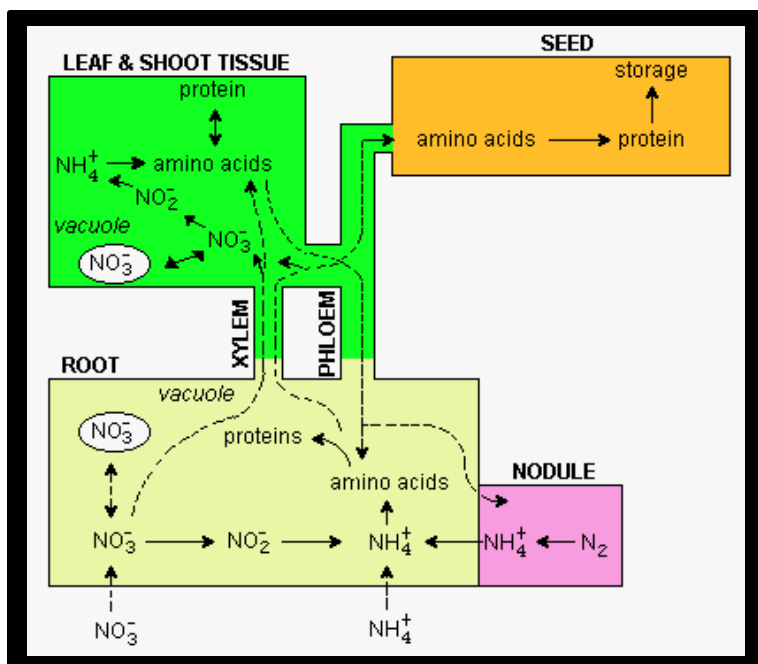 SEED
LEAF & SHOOT TISSUE
storage
protein
amino acids
protein
NH₄⁺
amino acids
NO₂⁻
vacuole
NO₃⁻
NO₃⁻
XYLEM
PHLOEM
ROOT
vacuole
NO₃⁻
proteins
NODULE
amino acids
NO₃⁻
NO₂⁻
NH₄⁺
NH₄⁺
N₂
NO₃⁻
NH₄⁺